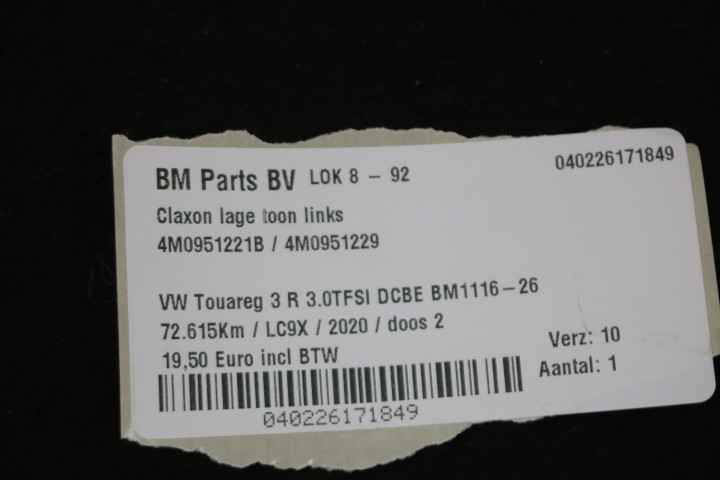 BM Parts BV LOK 8 - 92 040226171849
Claxon lage toon links
4M0951221B / 4M0951229
VW Touareg 3 R 3.0TFSI DCBE BM1116-26
72.615Km / LC9X / 2020 / doos 2
19,50 Euro incl BTW Verz: 10
Aantal: 1
040226171849